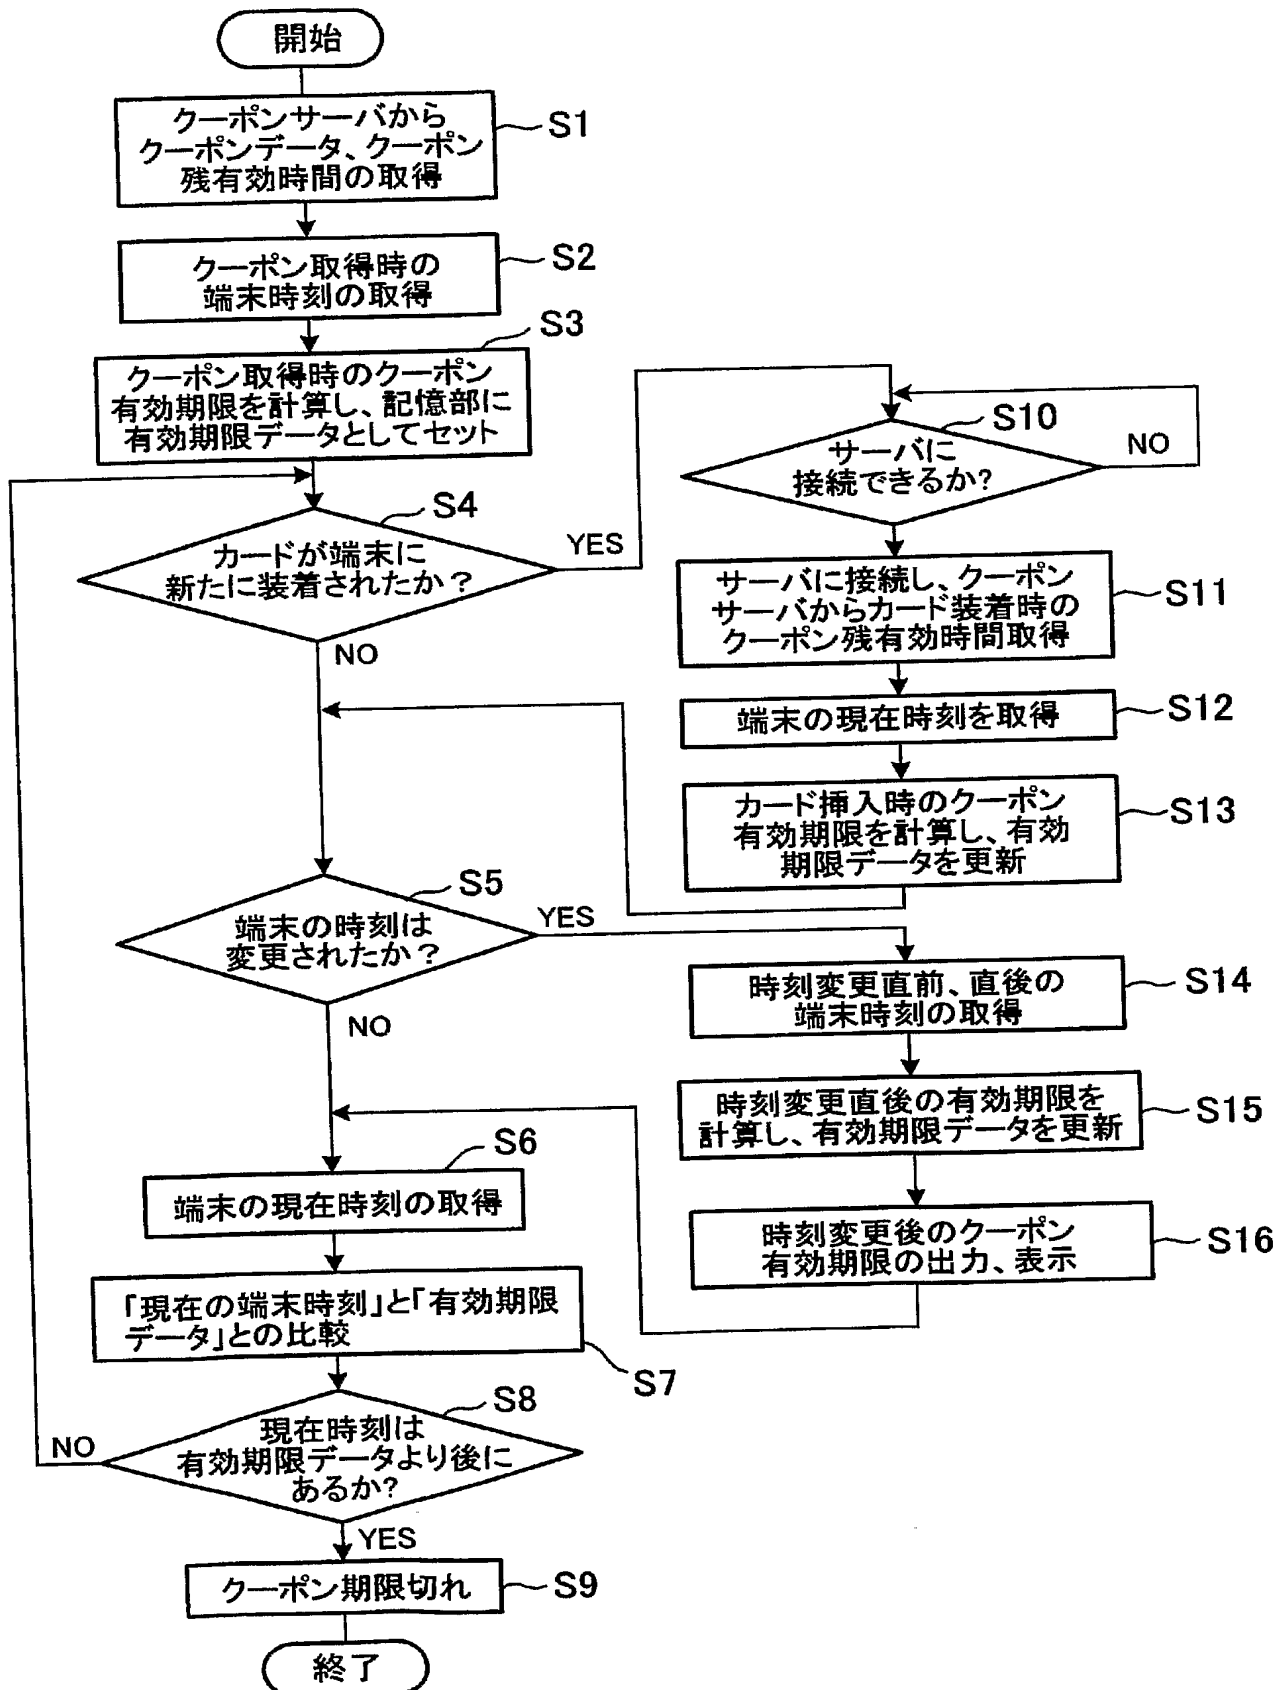 開始
クーポンサーバから
クーポンデータ、クーポン
残有効時間の取得
S1
クーポン取得時の
端末時刻の取得
S2
クーポン取得時のクーポン
有効期限を計算し、記憶部に
有効期限データとしてセット
S3
カードが端末に
新たに装着されたか？
S4
YES
NO
サーバに
接続できるか?
S10
NO
サーバに接続し、クーポン
サーバからカード装着時の
クーポン残有効時間取得
S11
端末の現在時刻を取得
S12
カード挿入時のクーポン
有効期限を計算し、有効
期限データを更新
S13
端末の時刻は
変更されたか？
S5
YES
NO
時刻変更直前、直後の
端末時刻の取得
S14
時刻変更直後の有効期限を
計算し、有効期限データを更新
S15
時刻変更後のクーポン
有効期限の出力、表示
S16
端末の現在時刻の取得
S6
「現在の端末時刻」と「有効期限
データ」との比較
S7
現在時刻は
有効期限データより後に
あるか?
S8
NO
YES
クーポン期限切れ
S9
終了